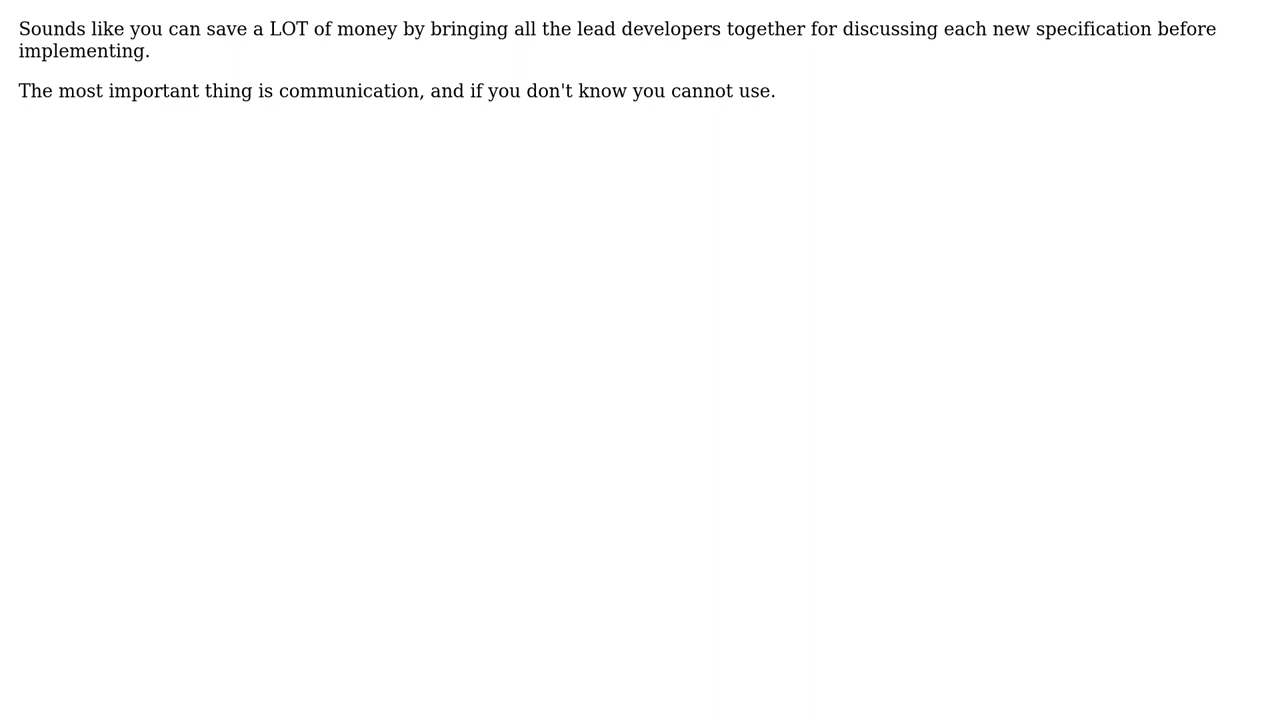 Sounds like you can save a LOT of money by bringing all the lead developers together for discussing each new specification before
implementing.
The most important thing is communication, and if you don't know you cannot use.